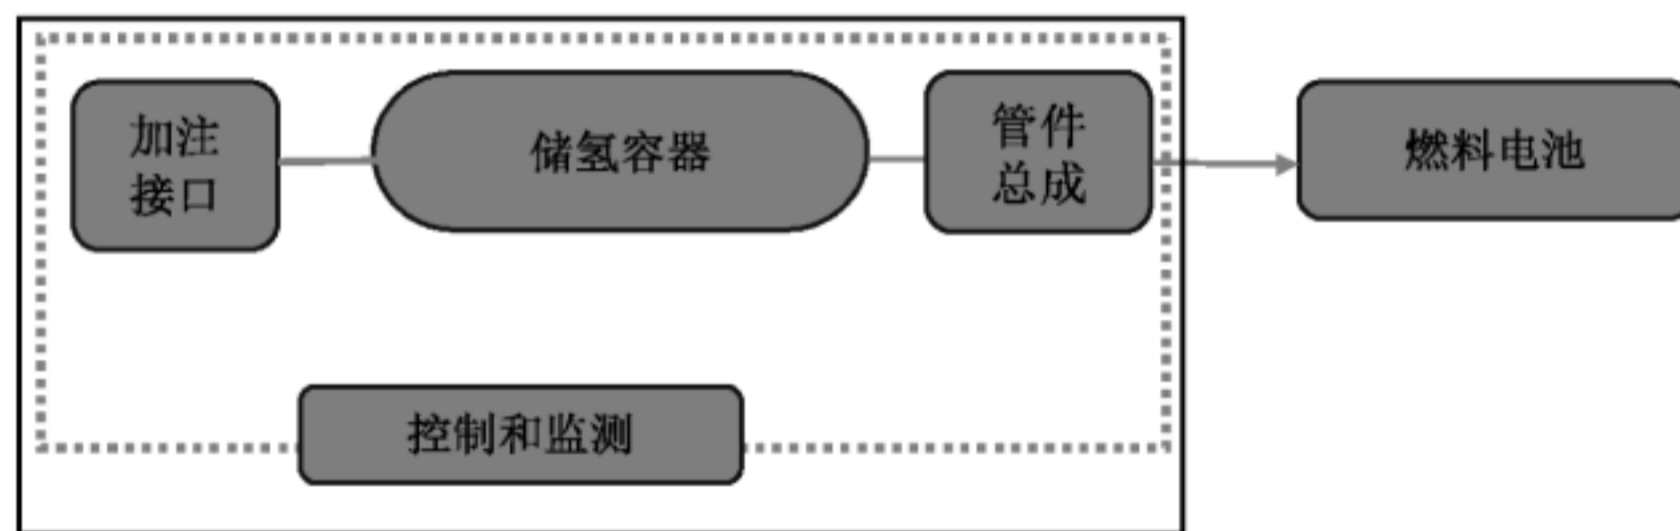 加注
接口
储氢容器
管件
总成
燃料电池
控制和监测